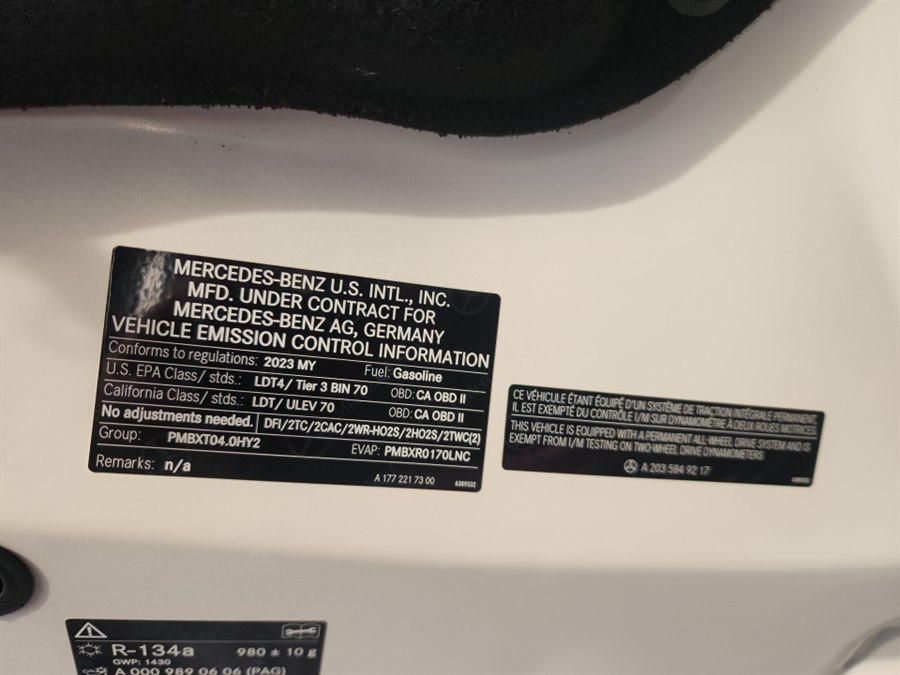 MERCEDES-BENZ U.S. INTL., INC.
MFD. UNDER CONTRACT FOR
MERCEDES-BENZ AG, GERMANY
VEHICLE EMISSION CONTROL INFORMATION
Conforms to regulations: 2023 MY Fuel: Gasoline
U.S. EPA Class/ stds.: LDT4/ Tier 3 BIN 70 OBD: CA OBD II
California Class/ stds.: LDT/ ULEV 70 OBD: CA OBD II
No adjustments needed. DFI/2TC/2CAC/2WR-HO2S/2HO2S/2TWC(2)
Group: PMBXT04.0HY2 EVAP: PMBXR0170LNC
Remarks: n/a
A 177 221 73 00 6389332
CE VÉHICULE ÉTANT ÉQUIPÉ D'UN SYSTÈME DE TRACTION INTÉGRALE PERMANENT,
IL EST EXEMPTÉ DU CONTRÔLE I/M SUR DYNAMOMÈTRE À DEUX ROUES MOTRICES
THIS VEHICLE IS EQUIPPED WITH A PERMANENT ALL-WHEEL DRIVE SYSTEM AND IS
EXEMPT FROM I/M TESTING ON TWO-WHEEL DRIVE DYNAMOMETERS
A 203 584 92 17
R-134a 980 ± 10 g
GWP: 1430
A 000 989 06 06 (PAG)